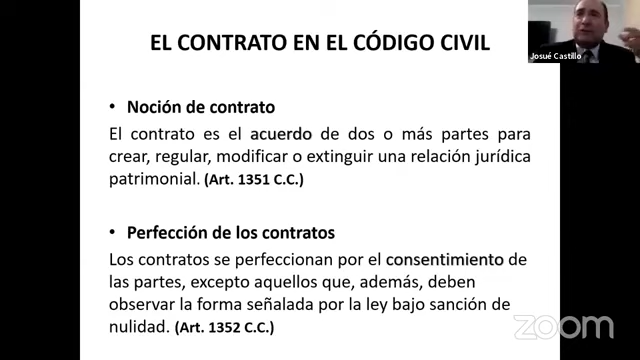 EL CONTRATO EN EL CÓDIGO CIVIL
Josué Castillo
• Noción de contrato
El contrato es el acuerdo de dos o más partes para
crear, regular, modificar o extinguir una relación jurídica
patrimonial. (Art. 1351 C.C.)
• Perfección de los contratos
Los contratos se perfeccionan por el consentimiento de
las partes, excepto aquellos que, además, deben
observar la forma señalada por la ley bajo sanción de
nulidad. (Art. 1352 C.C.)
zoom